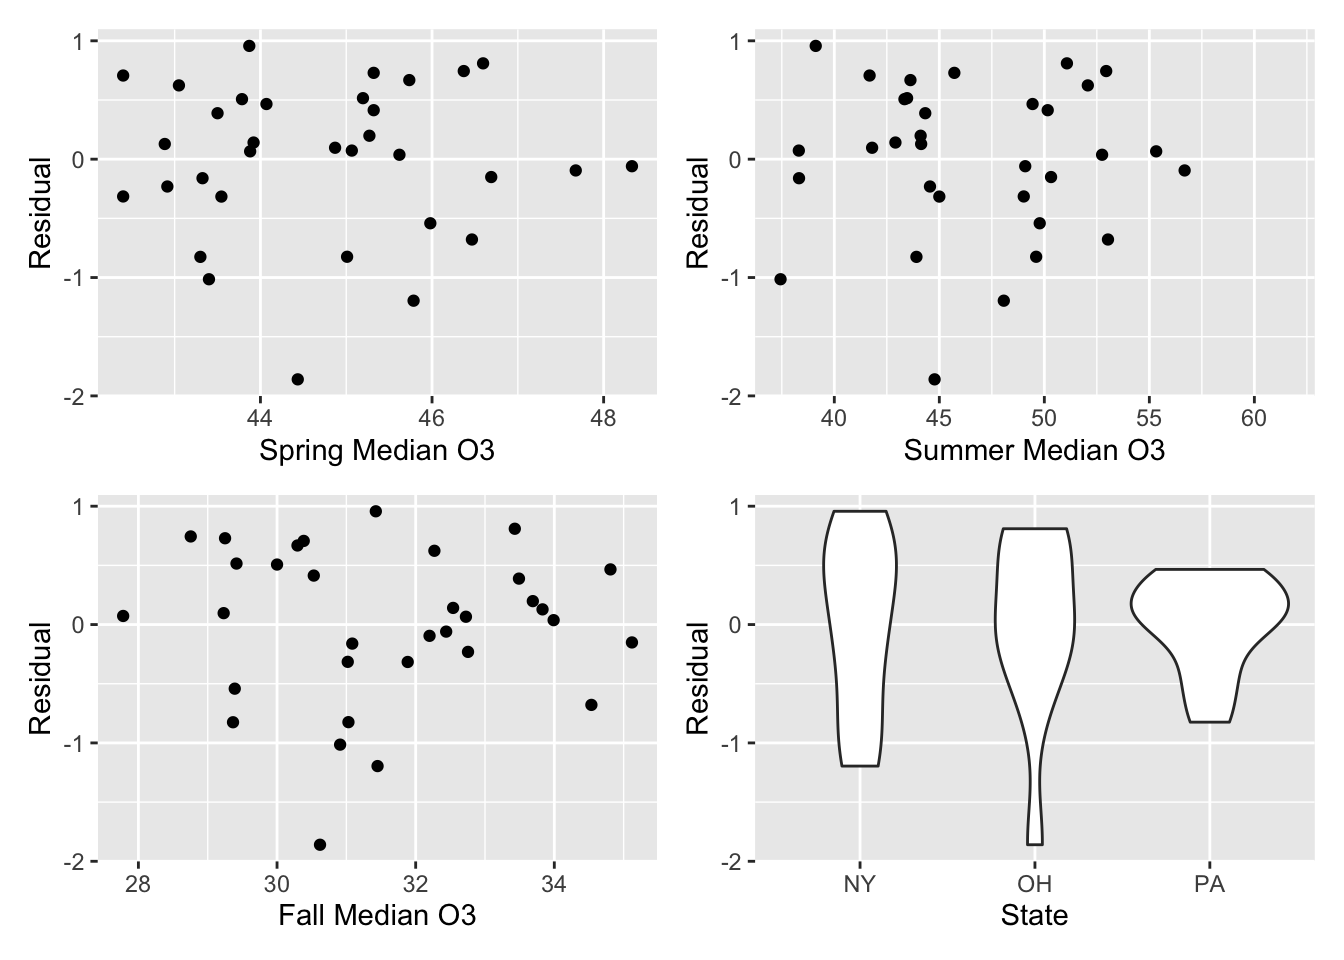 1
0
-1
-2
Residual
44
46
48
Spring Median O3
1
0
-1
-2
Residual
40
45
50
55
60
Summer Median O3
1
0
-1
-2
Residual
28
30
32
34
Fall Median O3
1
0
-1
-2
Residual
NY
OH
PA
State